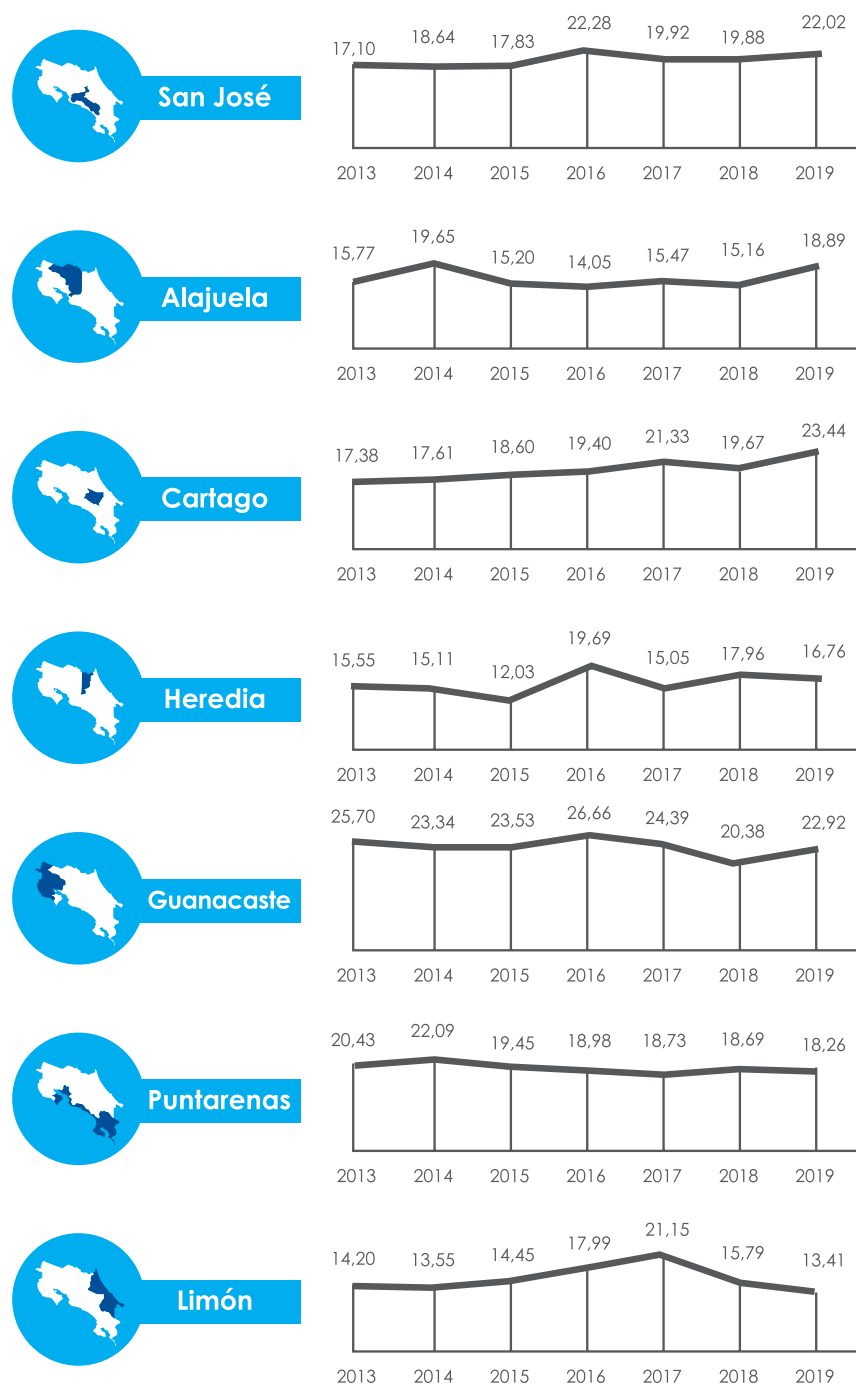 San José
17,10 18,64 17,83 22,28 19,92 19,88 22,02
2013 2014 2015 2016 2017 2018 2019
Alajuela
15,77 19,65 15,20 14,05 15,47 15,16 18,89
2013 2014 2015 2016 2017 2018 2019
Cartago
17,38 17,61 18,60 19,40 21,33 19,67 23,44
2013 2014 2015 2016 2017 2018 2019
Heredia
15,55 15,11 12,03 19,69 15,05 17,96 16,76
2013 2014 2015 2016 2017 2018 2019
Guanacaste
25,70 23,34 23,53 26,66 24,39 20,38 22,92
2013 2014 2015 2016 2017 2018 2019
Puntarenas
20,43 22,09 19,45 18,98 18,73 18,69 18,26
2013 2014 2015 2016 2017 2018 2019
Limón
14,20 13,55 14,45 17,99 21,15 15,79 13,41
2013 2014 2015 2016 2017 2018 2019